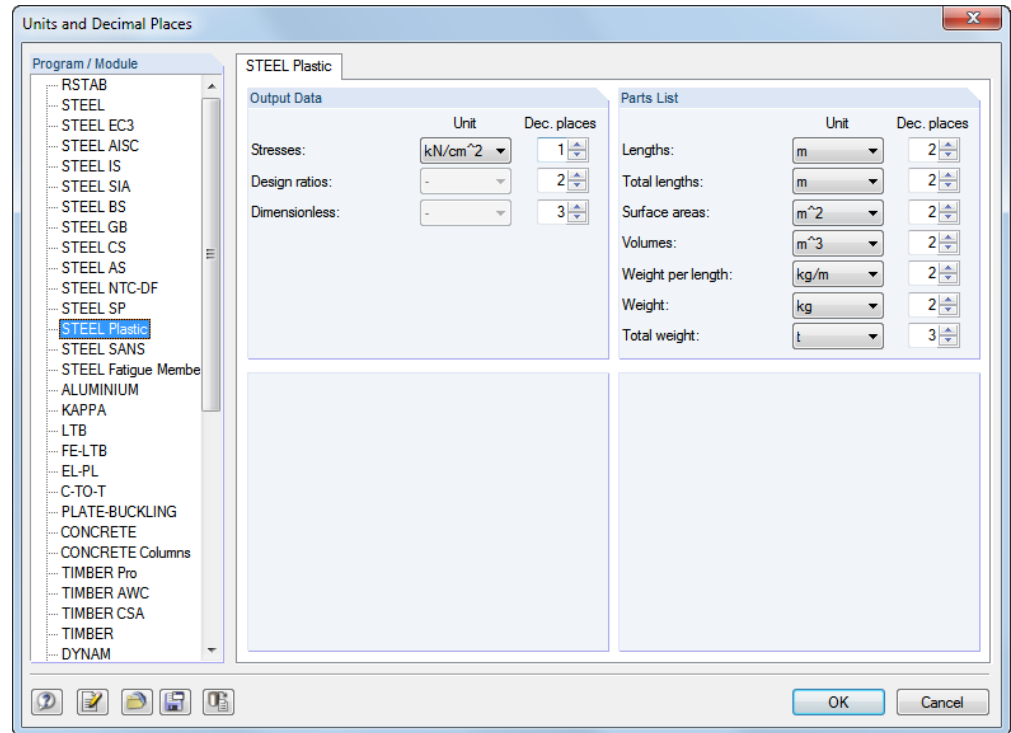 Units and Decimal Places
Program / Module
RSTAB
STEEL
STEEL EC3
STEEL AISC
STEEL IS
STEEL SIA
STEEL BS
STEEL GB
STEEL CS
STEEL AS
STEEL NTC-DF
STEEL SP
STEEL Plastic
STEEL SANS
STEEL Fatigue Membe
ALUMINIUM
KAPPA
LTB
FE-LTB
EL-PL
C-TO-T
PLATE-BUCKLING
CONCRETE
CONCRETE Columns
TIMBER Pro
TIMBER AWC
TIMBER CSA
TIMBER
DYNAM
STEEL Plastic
Output Data
Unit Dec. places
Stresses: kN/cm^2 1
Design ratios: - 2
Dimensionless: - 3
Parts List
Unit Dec. places
Lengths: m 2
Total lengths: m 2
Surface areas: m^2 2
Volumes: m^3 2
Weight per length: kg/m 2
Weight: kg 2
Total weight: t 3
OK Cancel